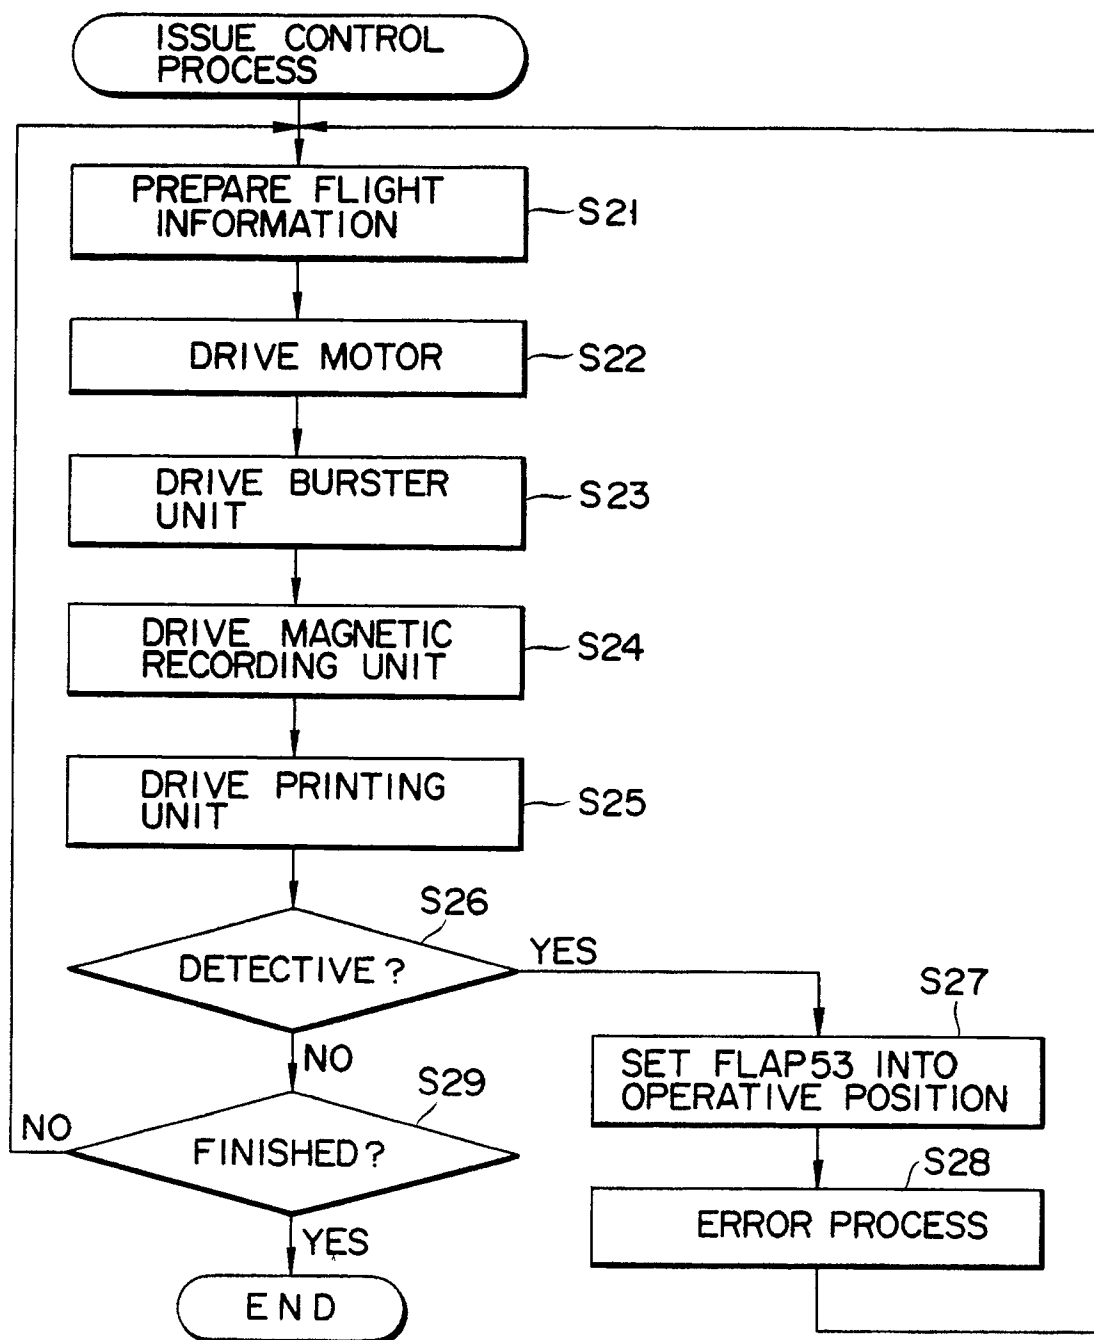 ISSUE CONTROL
PROCESS
PREPARE FLIGHT
INFORMATION
S21
DRIVE MOTOR
S22
DRIVE BURSTER
UNIT
S23
DRIVE MAGNETIC
RECORDING UNIT
S24
DRIVE PRINTING
UNIT
S25
S26
DETECTIVE?
YES
NO
S27
SET FLAP53 INTO
OPERATIVE POSITION
S29
FINISHED?
NO
YES
S28
ERROR PROCESS
END